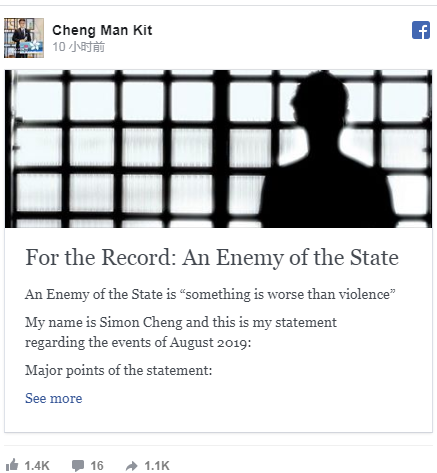 Cheng Man Kit
10 小时前
For the Record: An Enemy of the State
An Enemy of the State is “something is worse than violence”
My name is Simon Cheng and this is my statement
regarding the events of August 2019:
Major points of the statement:
See more
1.4K 16 1.1K